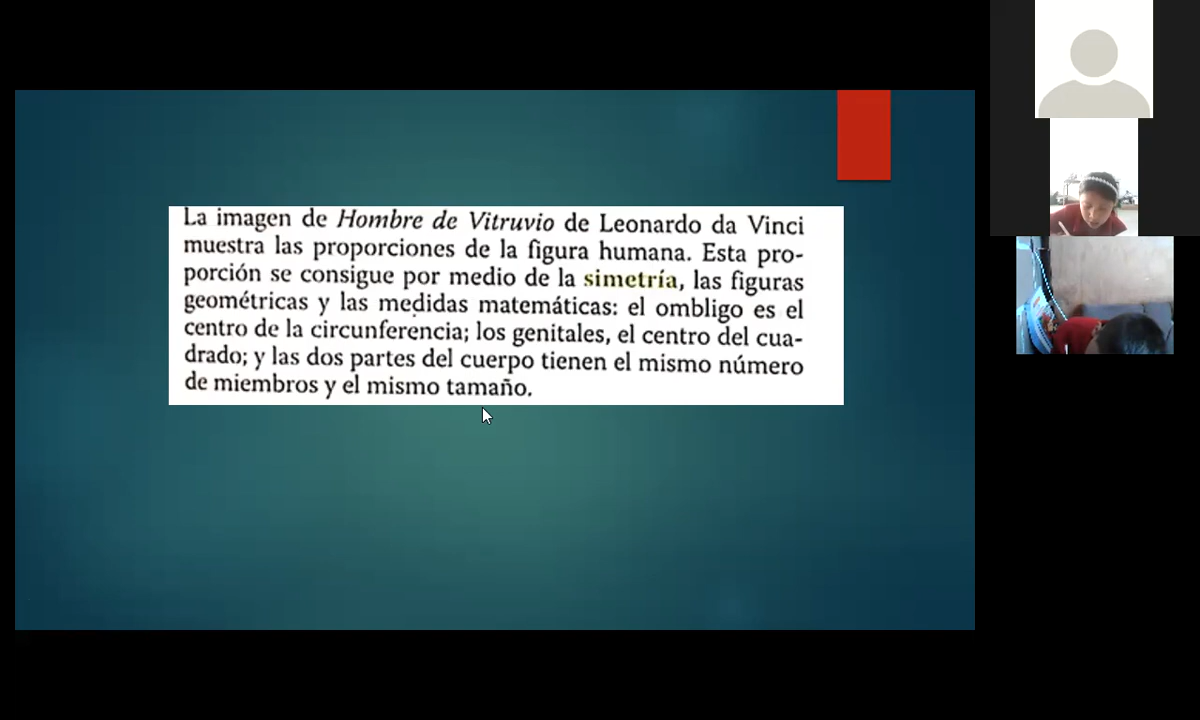 La imagen de Hombre de Vitruvio de Leonardo da Vinci
muestra las proporciones de la figura humana. Esta pro-
porción se consigue por medio de la simetría, las figuras
geométricas y las medidas matemáticas: el ombligo es el
centro de la circunferencia; los genitales, el centro del cua-
drado; y las dos partes del cuerpo tienen el mismo número
de miembros y el mismo tamaño.